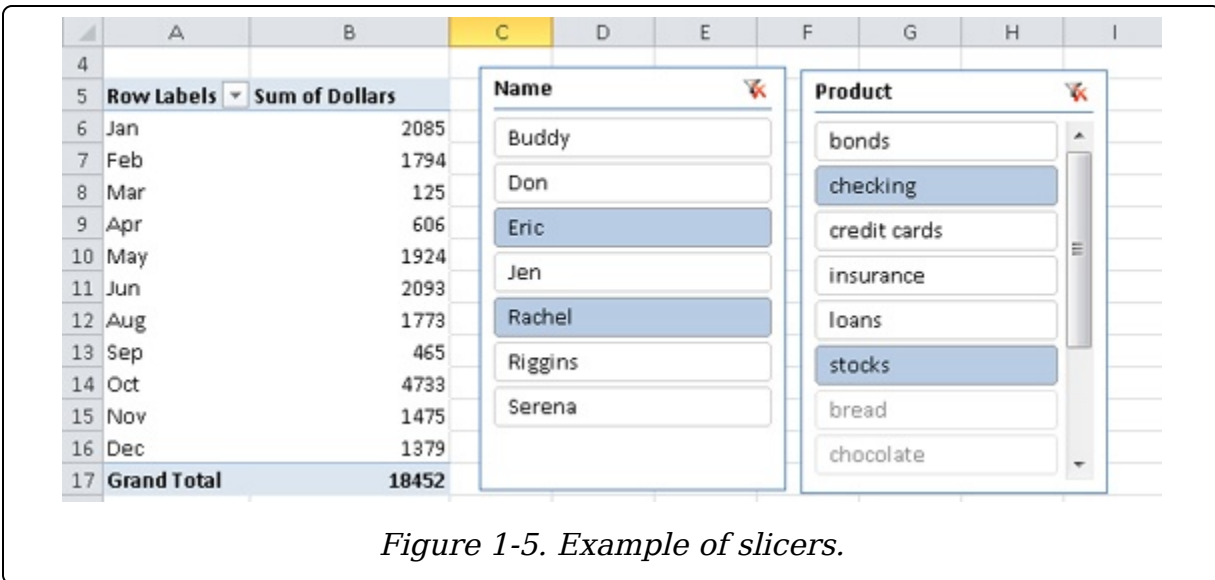 A B C D E F G H I
4
5 Row Labels Sum of Dollars
6 Jan 2085
7 Feb 1794
8 Mar 125
9 Apr 606
10 May 1924
11 Jun 2093
12 Aug 1773
13 Sep 465
14 Oct 4733
15 Nov 1475
16 Dec 1379
17 Grand Total 18452
Name
Buddy
Don
Eric
Jen
Rachel
Riggins
Serena
Product
bonds
checking
credit cards
insurance
loans
stocks
bread
chocolate
Figure 1-5. Example of slicers.